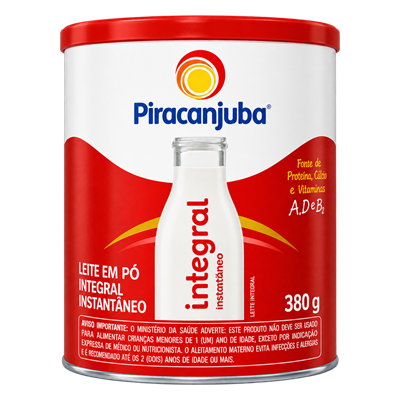 Piracanjuba®
Fonte de
Proteína, Cálcio
e Vitaminas
A, D e B₂
integral
instantâneo
LEITE INTEGRAL
LEITE EM PÓ
INTEGRAL
INSTANTÂNEO
380 g
AVISO IMPORTANTE: O MINISTÉRIO DA SAÚDE ADVERTE: ESTE PRODUTO NÃO DEVE SER USADO
PARA ALIMENTAR CRIANÇAS MENORES DE 1 (UM) ANO DE IDADE, EXCETO POR INDICAÇÃO
EXPRESSA DE MÉDICO OU NUTRICIONISTA. O ALEITAMENTO MATERNO EVITA INFECÇÕES E ALERGIAS
E É RECOMENDADO ATÉ OS 2 (DOIS) ANOS DE IDADE OU MAIS.